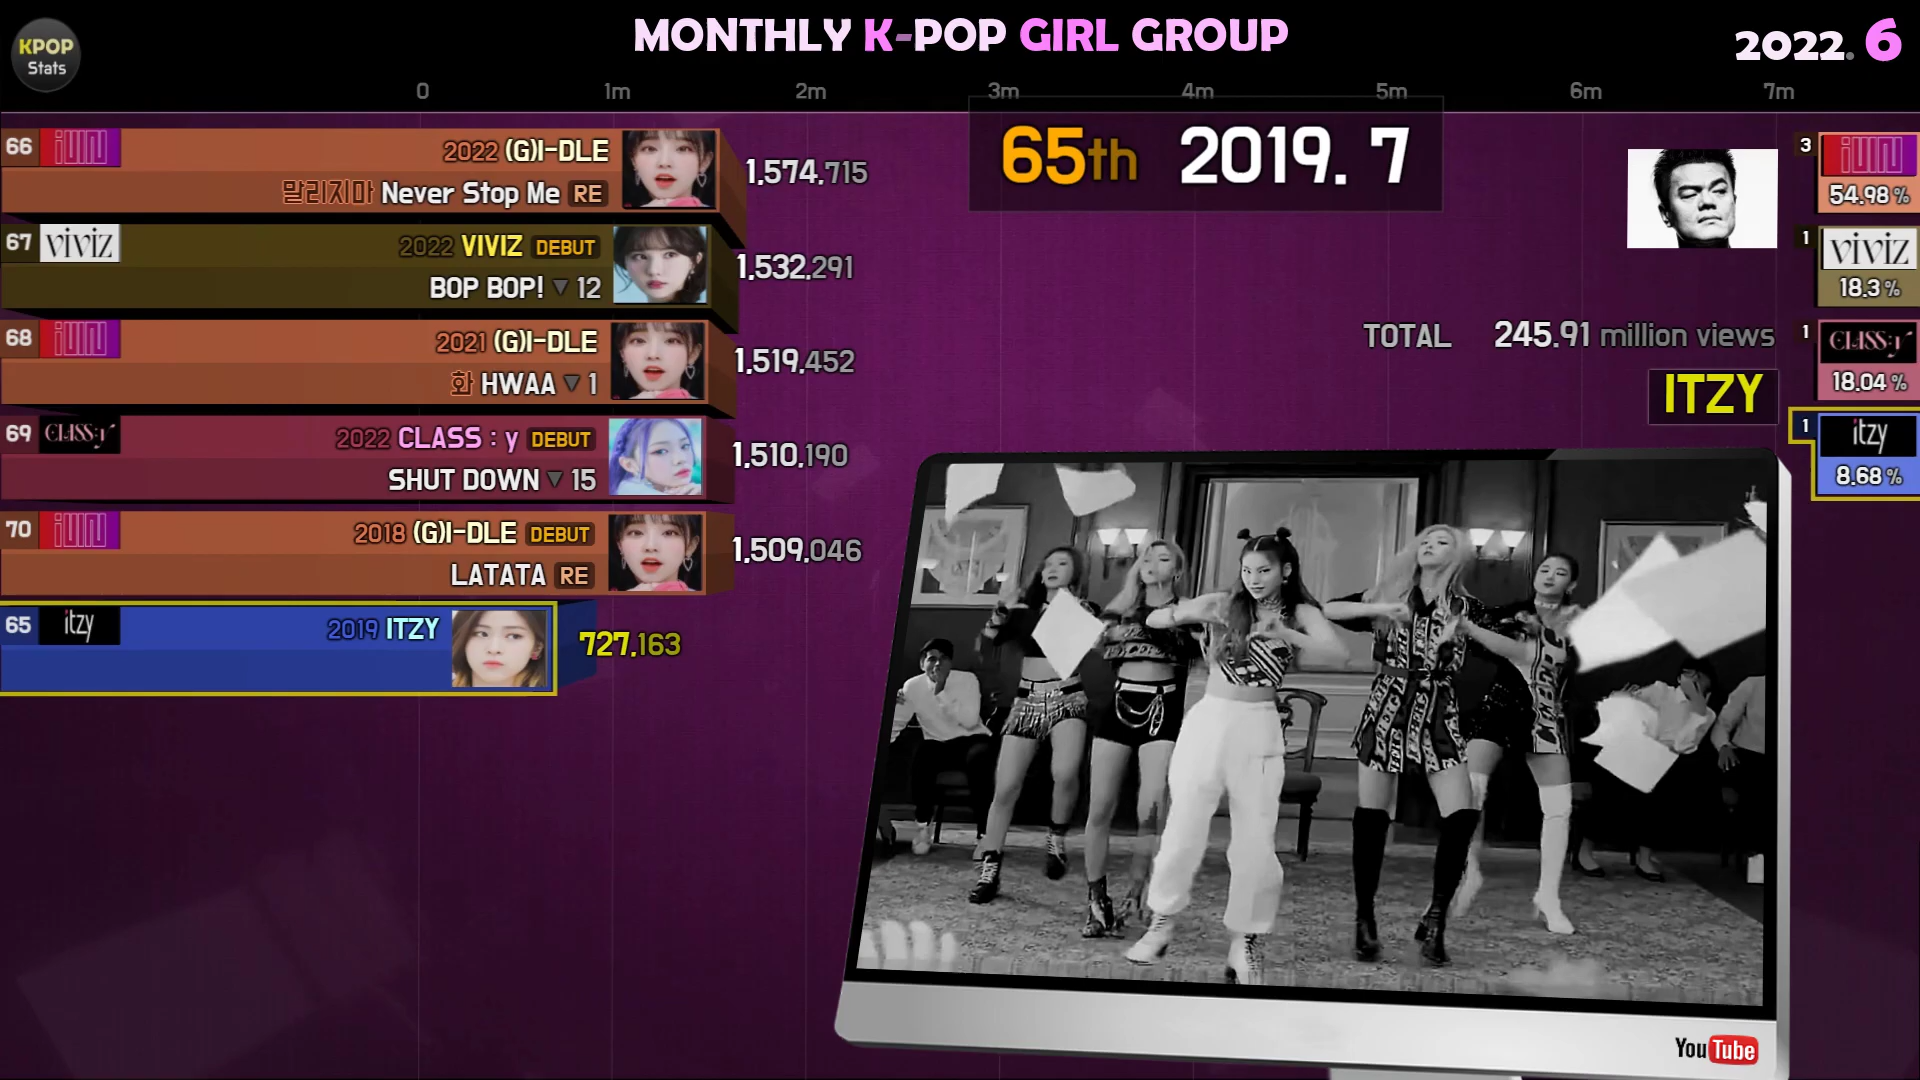 KPOP
Stats
MONTHLY K-POP GIRL GROUP
2022. 6
0 1m 2m 3m 4m 5m 6m 7m
65th 2019. 7
66 2022 (G)I-DLE
말리지마 Never Stop Me RE
1,574,715
67 VIVIZ 2022 VIVIZ DEBUT
BOP BOP! ▼ 12
1,532,291
68 2021 (G)I-DLE
화 HWAA ▼ 1
1,519,452
69 CLASS:y 2022 CLASS : y DEBUT
SHUT DOWN ▼ 15
1,510,190
70 2018 (G)I-DLE DEBUT
LATATA RE
1,509,046
65 itzy 2019 ITZY
727,163
TOTAL 245.91 million views
ITZY
3
54.98 %
1 VIVIZ
18.3 %
1 CLASS:y
18.04 %
1 itzy
8.68 %
YouTube